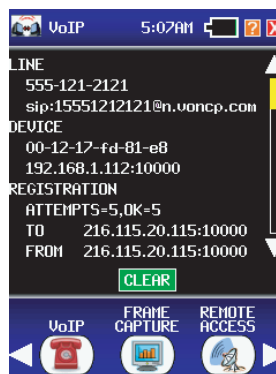 VoIP 5:07AM ? X
LINE
555-121-2121
sip:15551212121@n.voncp.com
DEVICE
00-12-17-fd-81-e8
192.168.1.112:10000
REGISTRATION
ATTEMPTS=5,OK=5
TO 216.115.20.115:10000
FROM 216.115.20.115:10000
CLEAR
VoIP FRAME CAPTURE REMOTE ACCESS